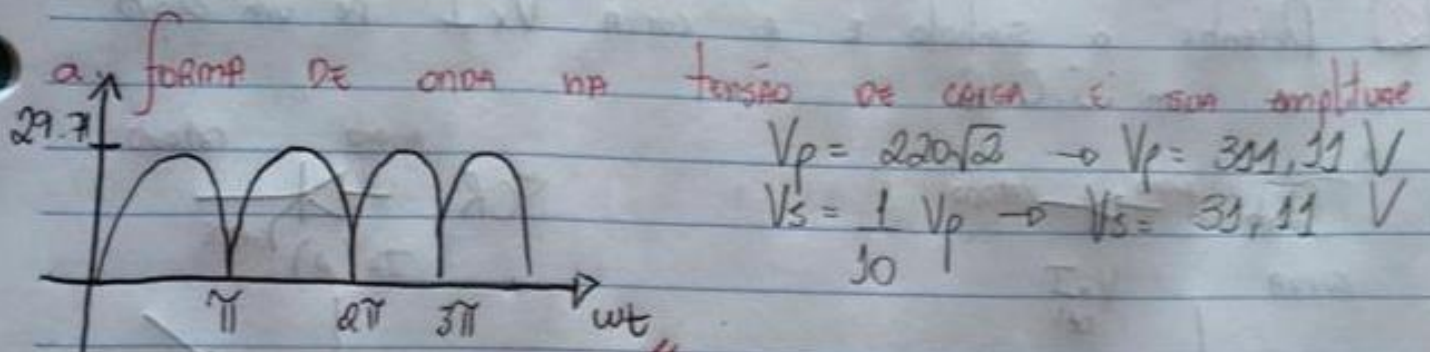 a. forma de onda na tensão de carga e sua amplitude
29.7
Vp = 220√2 → Vp = 311,11 V
Vs = 1/10 Vp → Vs = 31,11 V
π 2π 3π wt